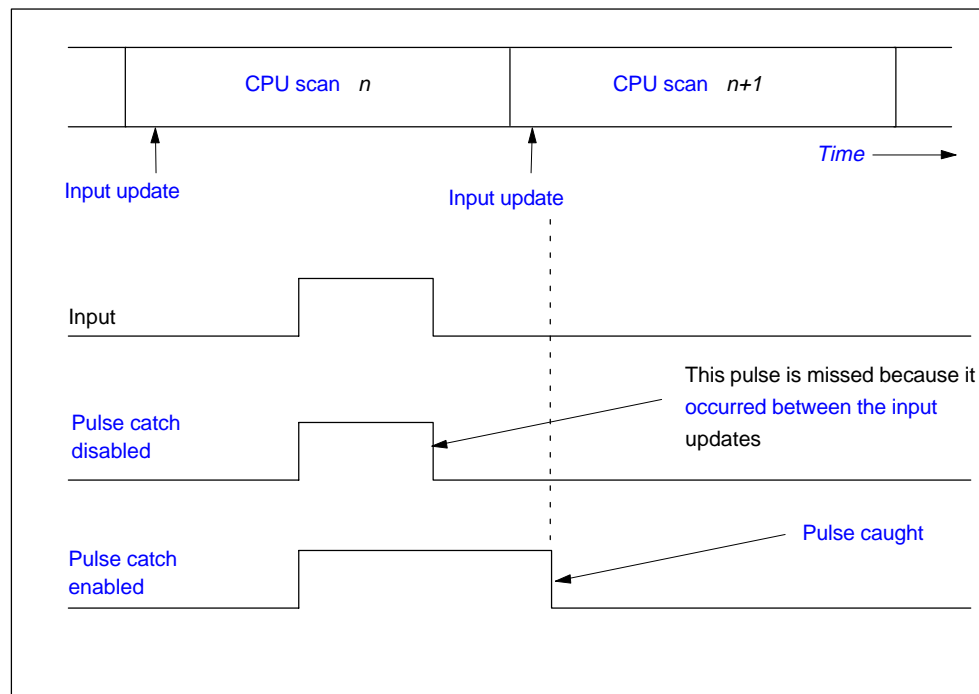 CPU scan n
CPU scan n+1
Time
Input update
Input update
Input
This pulse is missed because it
occurred between the input
updates
Pulse catch
disabled
Pulse caught
Pulse catch
enabled